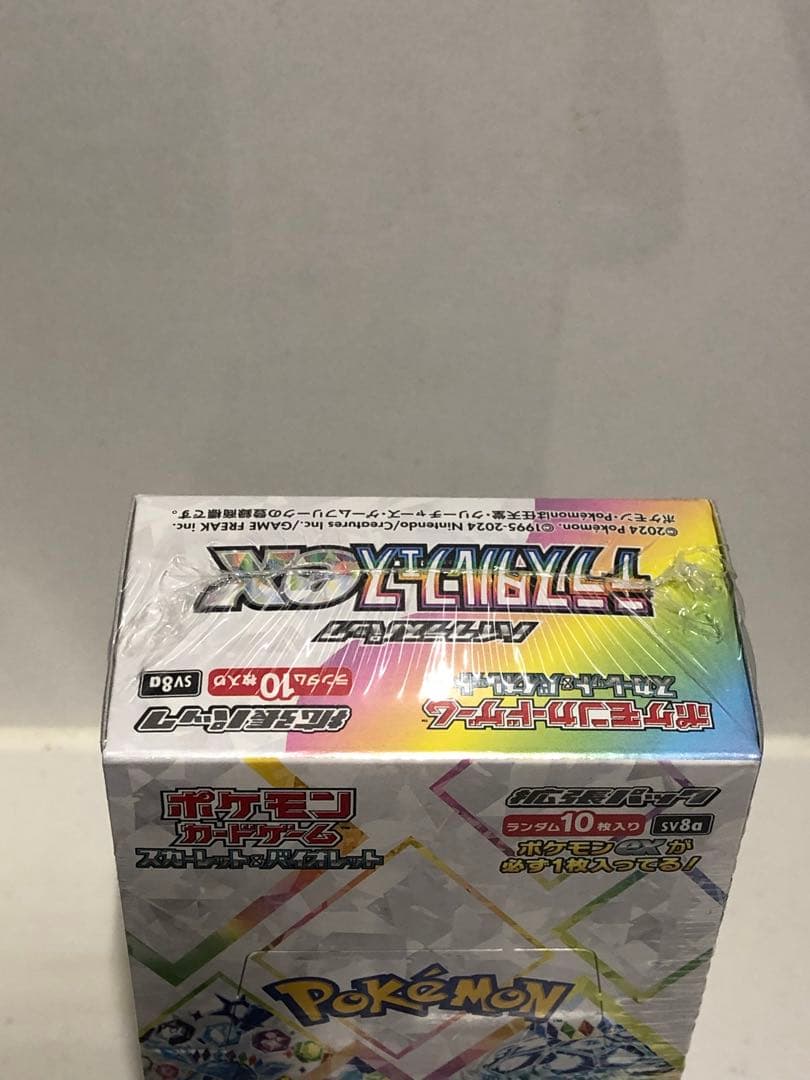 ©2024 Pokémon. ©1995-2024 Nintendo/Creatures Inc./GAME FREAK inc.
ポケモン・Pokémonは任天堂・クリーチャーズ・ゲームフリークの登録商標です。
テラスタルフェスex
ハイクラスパック
拡張パック
ランダム10枚入り
SV8a
ポケモンカードゲーム™
スカーレット&バイオレット
ポケモン
カードゲーム™
スカーレット&バイオレット
拡張パック
ランダム10枚入り SV8a
ポケモンexが
必ず1枚入ってる!
POKéMON